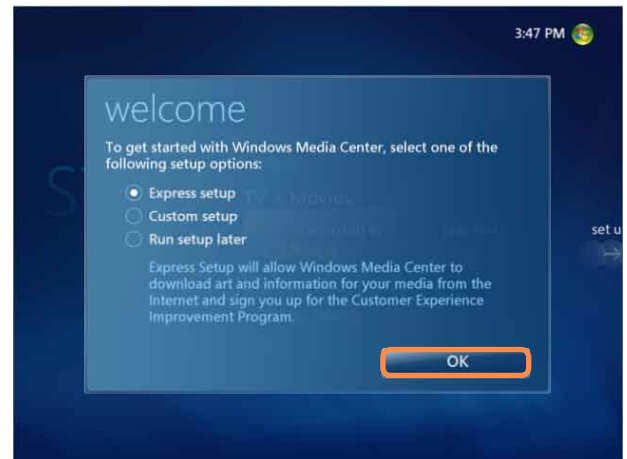 3:47 PM
welcome
To get started with Windows Media Center, select one of the
following setup options:
Express setup
Custom setup
Run setup later
Express Setup will allow Windows Media Center to
download art and information for your media from the
Internet and sign you up for the Customer Experience
Improvement Program.
set u
OK